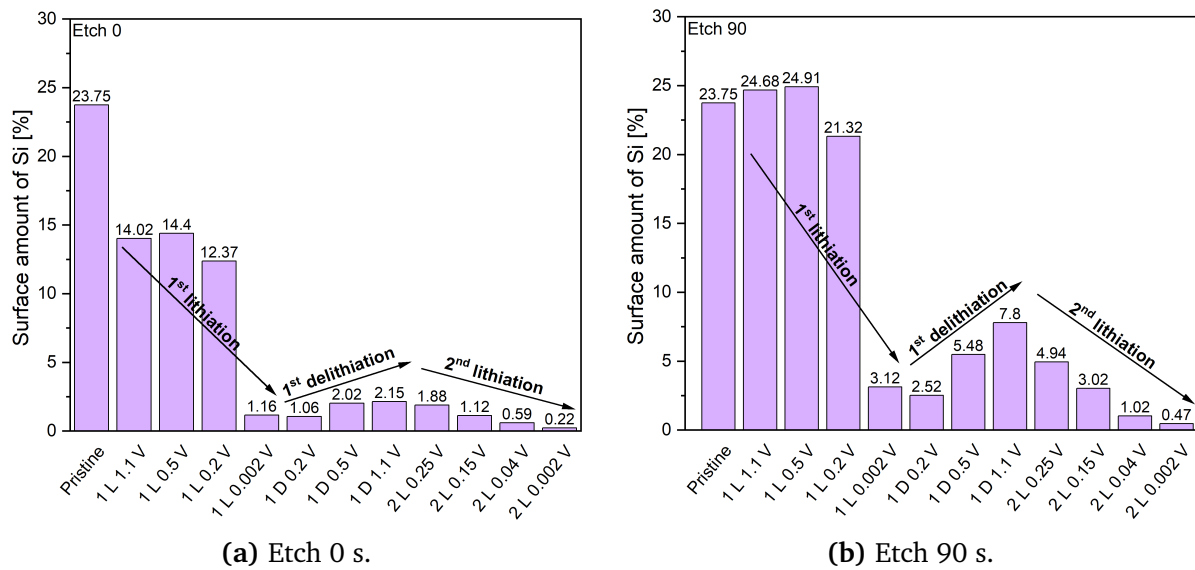 Etch 0
Surface amount of Si [%]
30
25
20
15
10
5
0
23.75
14.02
14.4
12.37
1.16
1.06
2.02
2.15
1.88
1.12
0.59
0.22
1st lithiation
1st delithiation
2nd lithiation
Pristine
1 L 1.1 V
1 L 0.5 V
1 L 0.2 V
1 L 0.002 V
1 D 0.2 V
1 D 0.5 V
1 D1.1 V
2 L 0.25 V
2 L 0.15 V
2 L 0.04 V
2 L 0.002 V
(a) Etch 0 s.
Etch 90
Surface amount of Si [%]
30
25
20
15
10
5
0
23.75
24.68
24.91
21.32
3.12
2.52
5.48
7.8
4.94
3.02
1.02
0.47
1st lithiation
1st delithiation
2nd lithiation
Pristine
1 L 1.1 V
1 L 0.5 V
1 L 0.2 V
1 L 0.002 V
1 D 0.2 V
1 D 0.5 V
1 D1.1 V
2 L 0.25 V
2 L 0.15 V
2 L 0.04 V
2 L 0.002 V
(b) Etch 90 s.